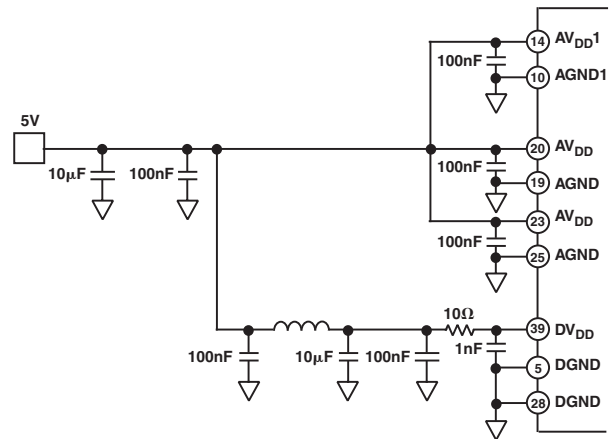 14 AVDD1
100nF
10 AGND1
5V
20 AVDD
10μF 100nF 100nF
19 AGND
23 AVDD
100nF
25 AGND
10Ω
39 DVDD
100nF 10μF 100nF 1nF
5 DGND
28 DGND